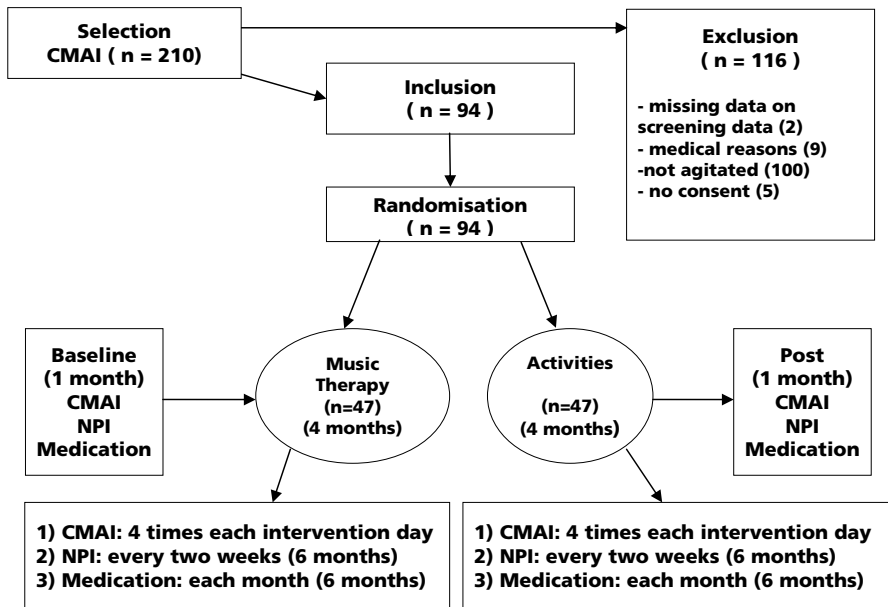 Selection
CMAI ( n = 210)
Exclusion
( n = 116 )
- missing data on
screening data (2)
- medical reasons (9)
-not agitated (100)
- no consent (5)
Inclusion
( n = 94 )
Randomisation
( n = 94 )
Baseline
(1 month)
CMAI
NPI
Medication
Music
Therapy
(n=47)
(4 months)
Activities
(n=47)
(4 months)
Post
(1 month)
CMAI
NPI
Medication
1) CMAI: 4 times each intervention day
2) NPI: every two weeks (6 months)
3) Medication: each month (6 months)
1) CMAI: 4 times each intervention day
2) NPI: every two weeks (6 months)
3) Medication: each month (6 months)